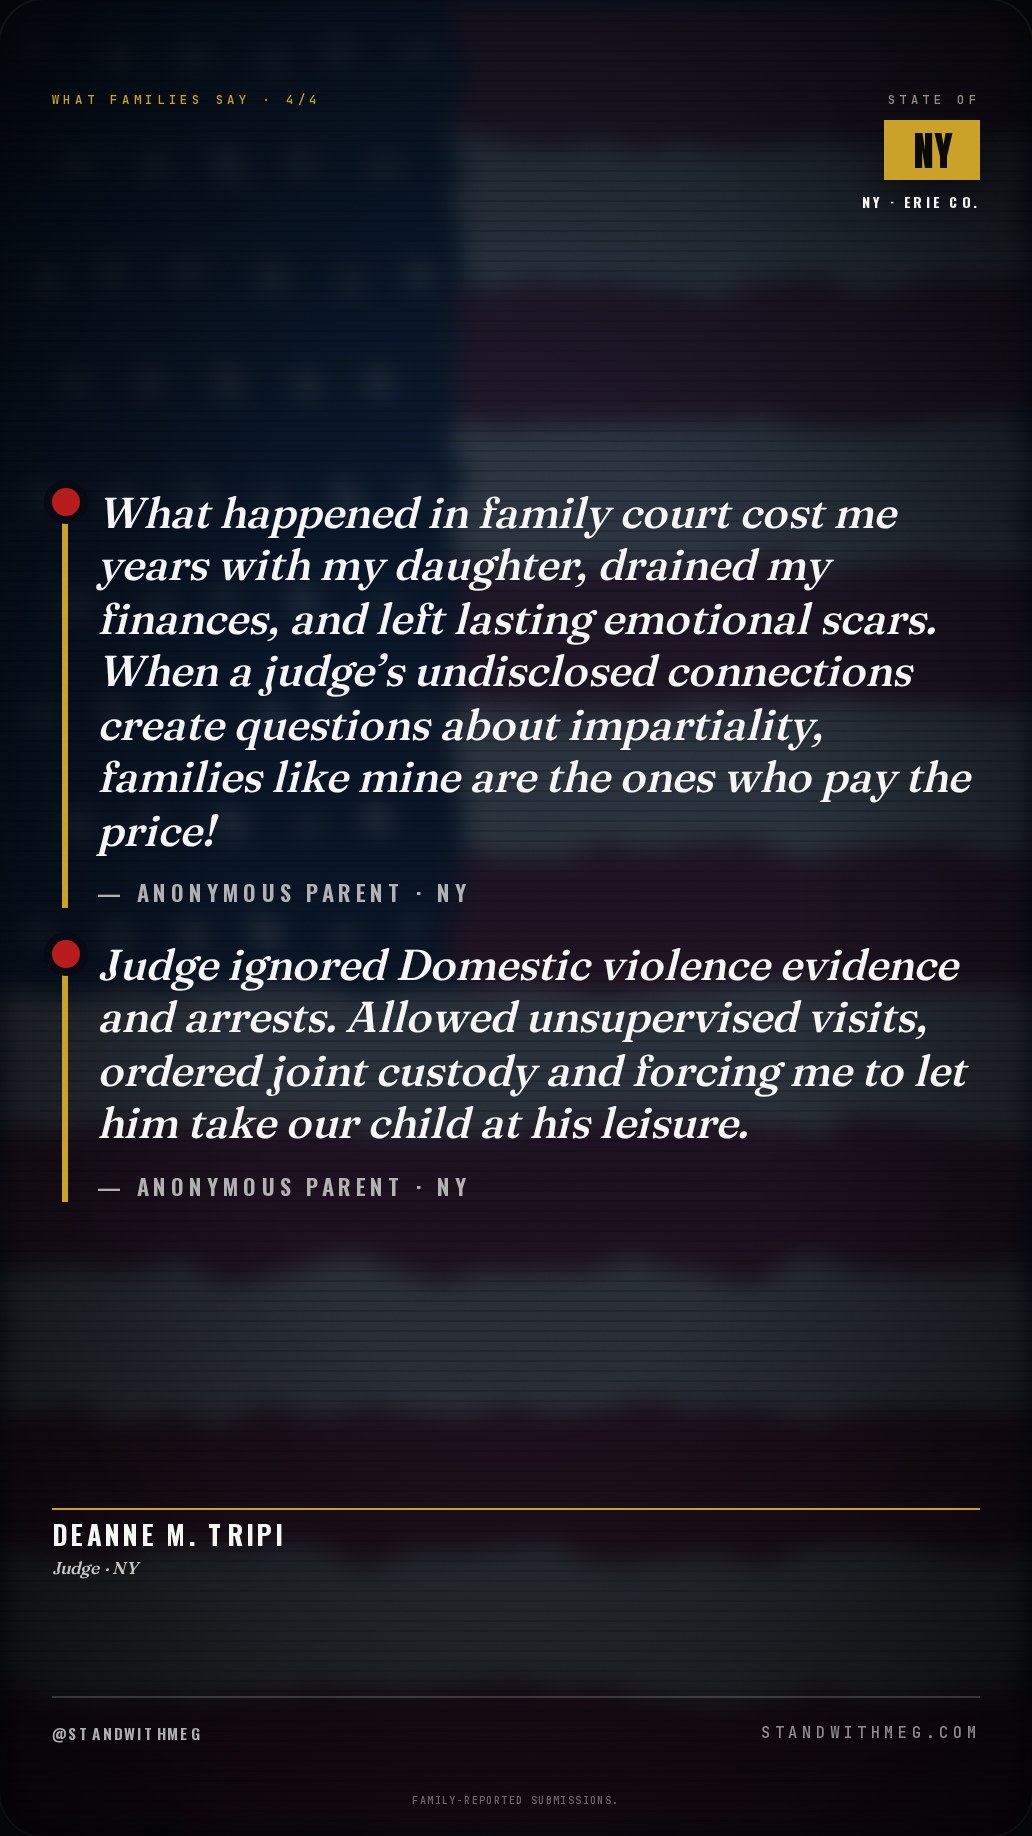 WHAT FAMILIES SAY · 4/4
STATE OF
NY
NY · ERIE CO.
What happened in family court cost me
years with my daughter, drained my
finances, and left lasting emotional scars.
When a judge’s undisclosed connections
create questions about impartiality,
families like mine are the ones who pay the
price!
— ANONYMOUS PARENT · NY
Judge ignored Domestic violence evidence
and arrests. Allowed unsupervised visits,
ordered joint custody and forcing me to let
him take our child at his leisure.
— ANONYMOUS PARENT · NY
DEANNE M. TRIPI
Judge · NY
@STANDWITHMEG
STANDWITHMEG.COM
FAMILY-REPORTED SUBMISSIONS.